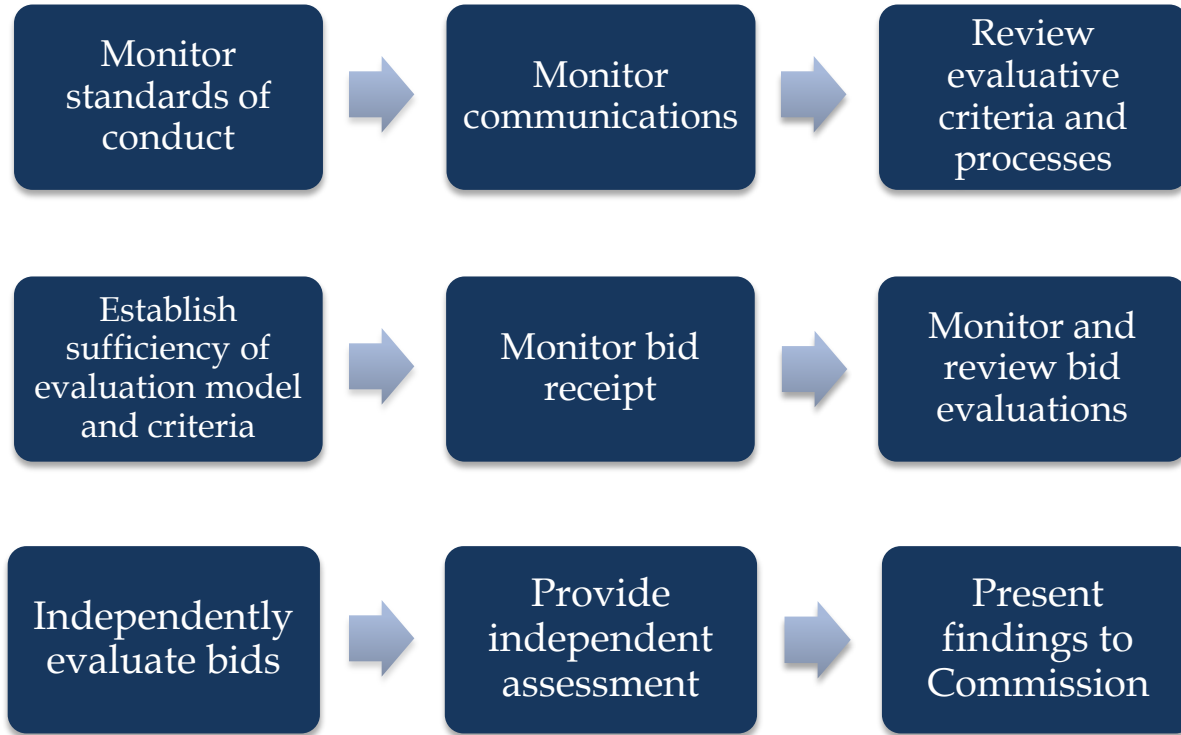 Monitor
standards of
conduct
Monitor
communications
Review
evaluative
criteria and
processes
Establish
sufficiency of
evaluation model
and criteria
Monitor bid
receipt
Monitor and
review bid
evaluations
Independently
evaluate bids
Provide
independent
assessment
Present
findings to
Commission